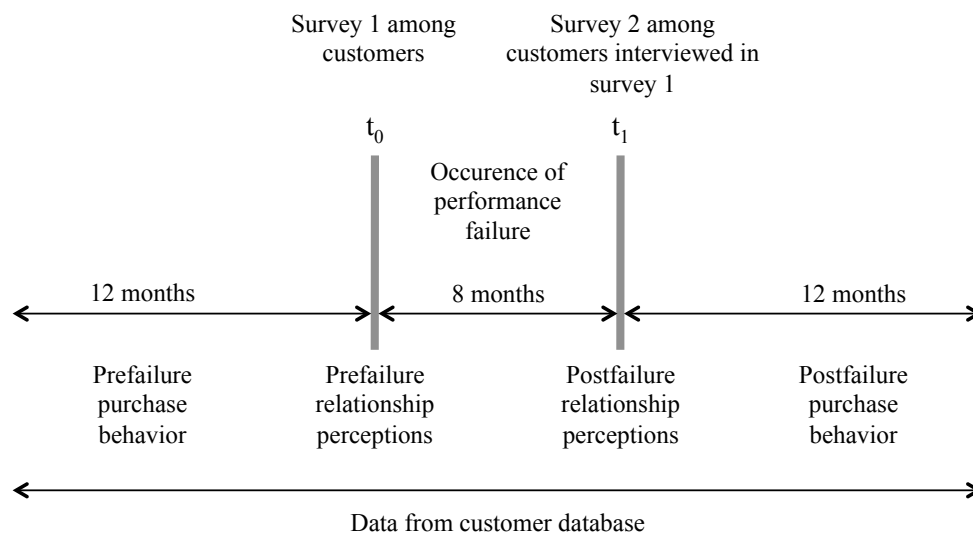 Survey 1 among
customers
Survey 2 among
customers interviewed in
survey 1
t0
t1
Occurence of
performance
failure
12 months
8 months
12 months
Prefailure
purchase
behavior
Prefailure
relationship
perceptions
Postfailure
relationship
perceptions
Postfailure
purchase
behavior
Data from customer database